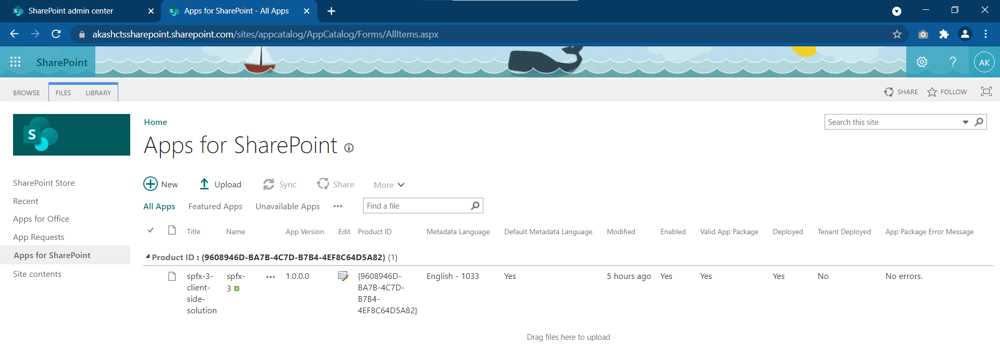 SharePoint admin center
Apps for SharePoint - All Apps
akashctssharepoint.sharepoint.com/sites/appcatalog/AppCatalog/Forms/AllItems.aspx
SharePoint
?
AK
BROWSE FILES LIBRARY
SHARE FOLLOW
S
Home
Search this site
Apps for SharePoint
SharePoint Store
Recent
Apps for Office
App Requests
Apps for SharePoint
Site contents
New Upload Sync Share More
All Apps Featured Apps Unavailable Apps ••• Find a file
Title Name App Version Edit Product ID Metadata Language Default Metadata Language Modified Enabled Valid App Package Deployed Tenant Deployed App Package Error Message
Product ID : {9608946D-BA7B-4C7D-B7B4-4EF8C64D5A82} (1)
spfx-3- spfx- ••• 1.0.0.0 {9608946D- English - 1033 Yes 5 hours ago Yes Yes Yes No No errors.
client- 3 BA7B-4C7D-
side- B7B4-
solution 4EF8C64D5A82}
Drag files here to upload